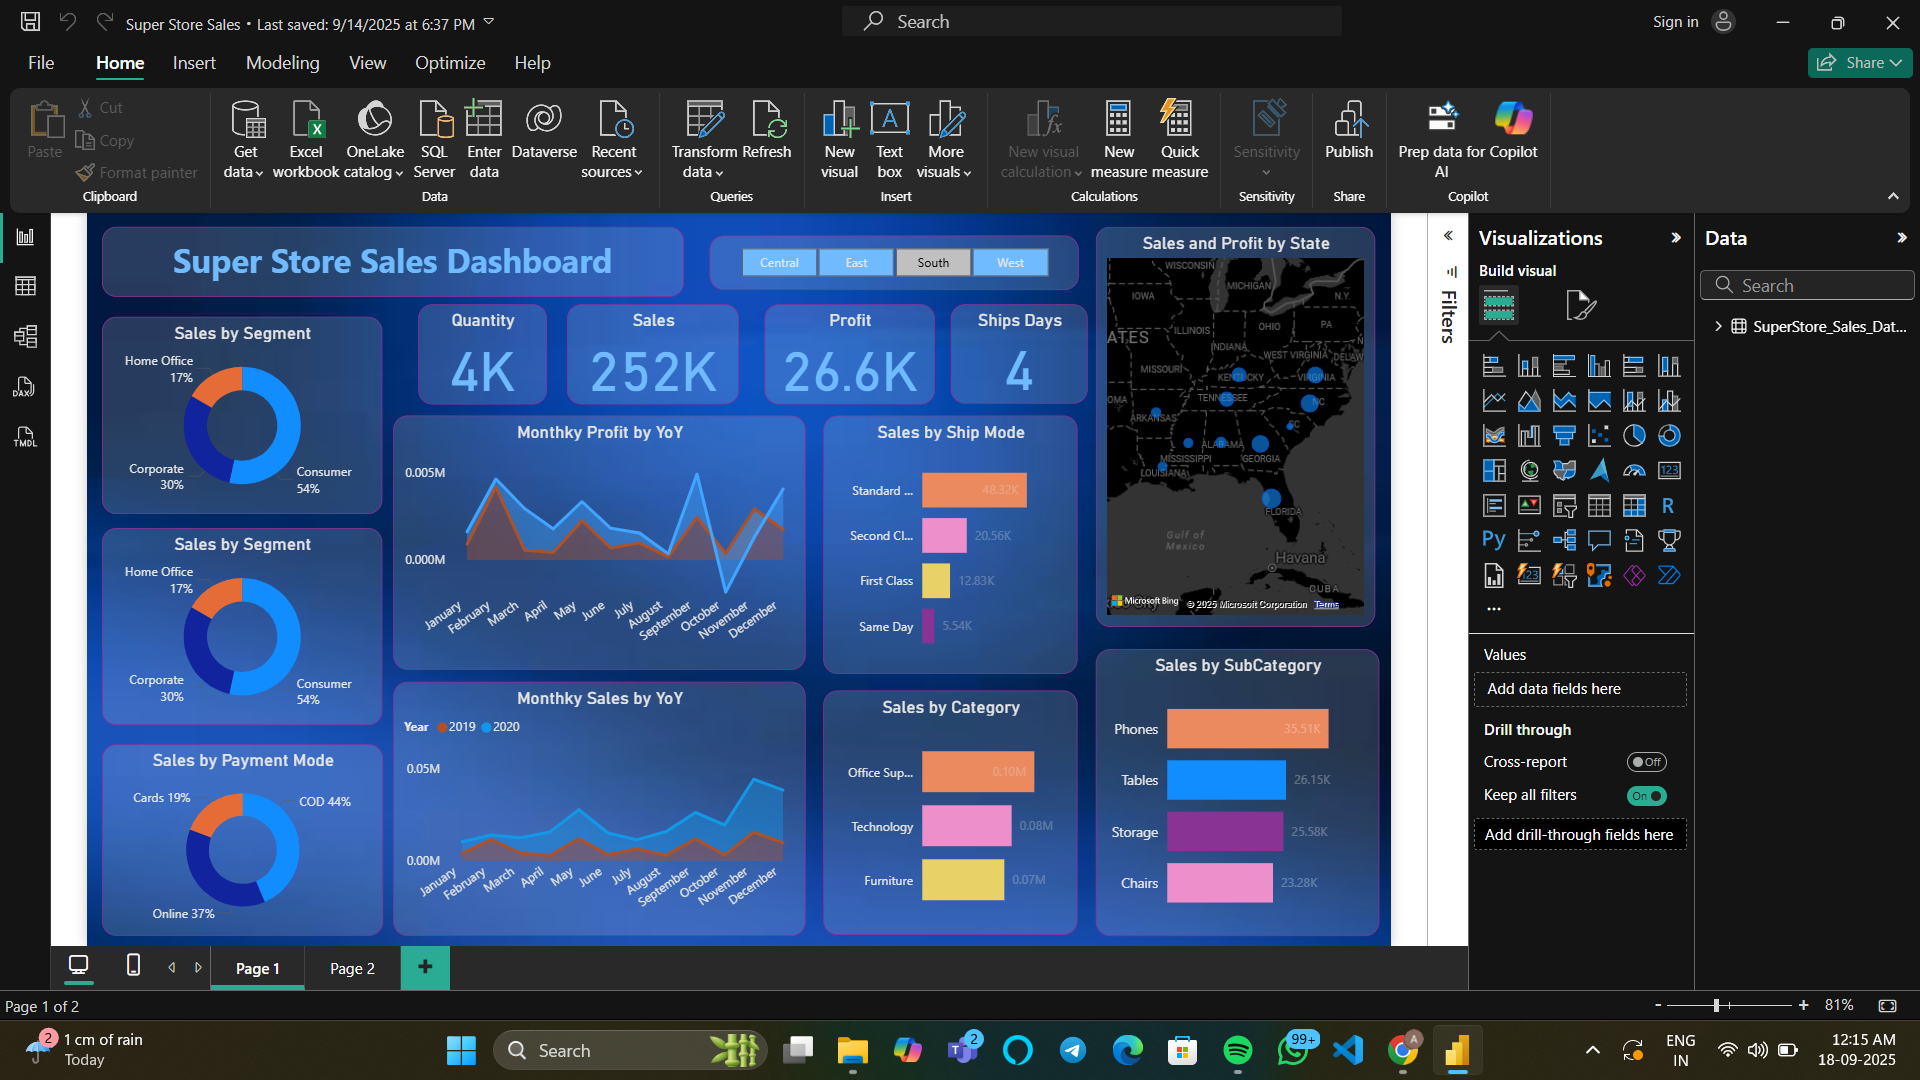 Super Store Sales • Last saved: 9/14/2025 at 6:37 PM
Search
Sign in
File
Home
Insert
Modeling
View
Optimize
Help
Share
Paste
Cut
Copy
Format painter
Clipboard
Get data
Excel workbook
OneLake catalog
SQL Server
Enter data
Dataverse
Recent sources
Data
Transform data
Refresh
Queries
New visual
Text box
More visuals
Insert
New visual calculation
New measure
Quick measure
Calculations
Sensitivity
Sensitivity
Publish
Share
Prep data for AI
Copilot
Copilot
DAX
TMDL
Super Store Sales Dashboard
Central
East
South
West
Quantity
4K
Sales
252K
Profit
26.6K
Ships Days
4
Sales by Segment
Home Office
17%
Corporate
30%
Consumer
54%
Sales by Segment
Home Office
17%
Corporate
30%
Consumer
54%
Sales by Payment Mode
Cards 19%
COD 44%
Online 37%
Monthky Profit by YoY
0.005M
0.000M
January
February
March
April
May
June
July
August
September
October
November
December
Monthky Sales by YoY
Year 2019 2020
0.05M
0.00M
January
February
March
April
May
June
July
August
September
October
November
December
Sales by Ship Mode
Standard ... 48.32K
Second Cl... 20.56K
First Class 12.83K
Same Day 5.54K
Sales by Category
Office Sup... 0.10M
Technology 0.08M
Furniture 0.07M
Sales and Profit by State
WISCONSIN
MICHIGAN
IOWA
N.Y.
ILLINOIS
OHIO
PA
ATES
INDIANA
WEST VIRGINIA
DELAW
MISSOURI
KENTUCKY
VIRGINIA
OMA
TENNESSEE
NC
ARKANSAS
SC
ALABAMA
MISSISSIPPI
GEORGIA
LOUISIANA
FLORIDA
Gulf of
Mexico
Havana
CUBA
Microsoft Bing
© 2025 Microsoft Corporation Terms
Sales by SubCategory
Phones 35.51K
Tables 26.15K
Storage 25.58K
Chairs 23.28K
Filters
Visualizations
Build visual
123
R
Py
123
Values
Add data fields here
Drill through
Cross-report
Off
Keep all filters
On
Add drill-through fields here
Data
Search
SuperStore_Sales_Dat...
Page 1
Page 2
Page 1 of 2
81%
2
1 cm of rain
Today
Search
2
99+
A
ENG
IN
12:15 AM
18-09-2025